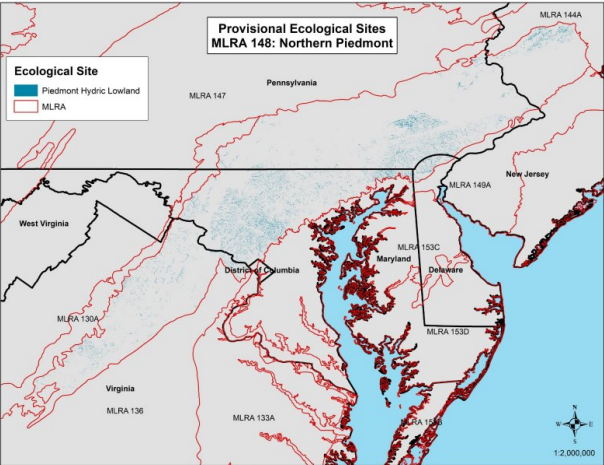 Provisional Ecological Sites
MLRA 148: Northern Piedmont
MLRA 144A
Ecological Site
Piedmont Hydric Lowland
MLRA
Pennsylvania
MLRA 147
New Jersey
MLRA 149A
West Virginia
MLRA 153C
Maryland
District of Columbia
Delaware
MLRA 130A
MLRA 153D
Virginia
MLRA 136
MLRA 133A
N
W
E
S
1:2,000,000